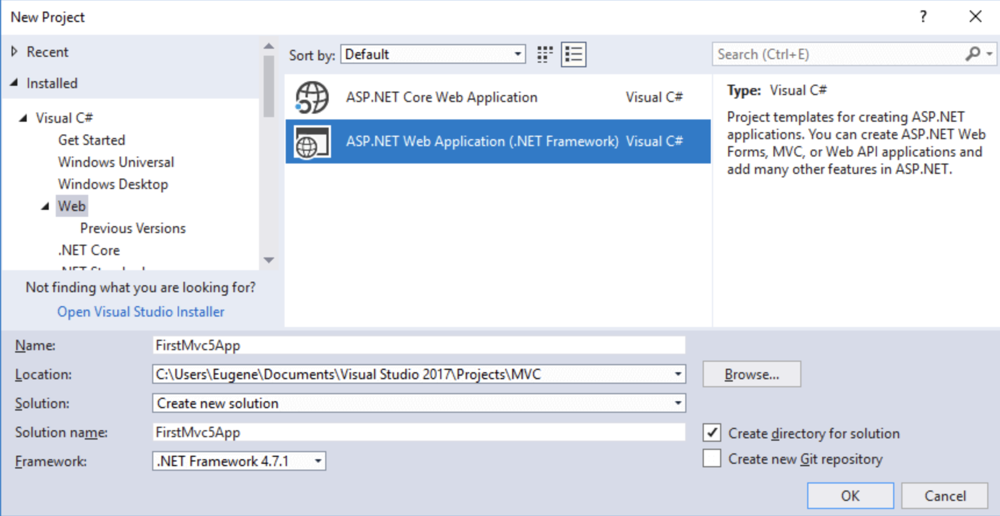 New Project
?
Recent
Installed
Visual C#
Get Started
Windows Universal
Windows Desktop
Web
Previous Versions
.NET Core
Not finding what you are looking for?
Open Visual Studio Installer
Sort by: Default
ASP.NET Core Web Application Visual C#
ASP.NET Web Application (.NET Framework) Visual C#
Search (Ctrl+E)
Type: Visual C#
Project templates for creating ASP.NET
applications. You can create ASP.NET Web
Forms, MVC, or Web API applications and
add many other features in ASP.NET.
Name: FirstMvc5App
Location: C:\Users\Eugene\Documents\Visual Studio 2017\Projects\MVC
Browse...
Solution: Create new solution
Solution name: FirstMvc5App
Create directory for solution
Framework: .NET Framework 4.7.1
Create new Git repository
OK Cancel